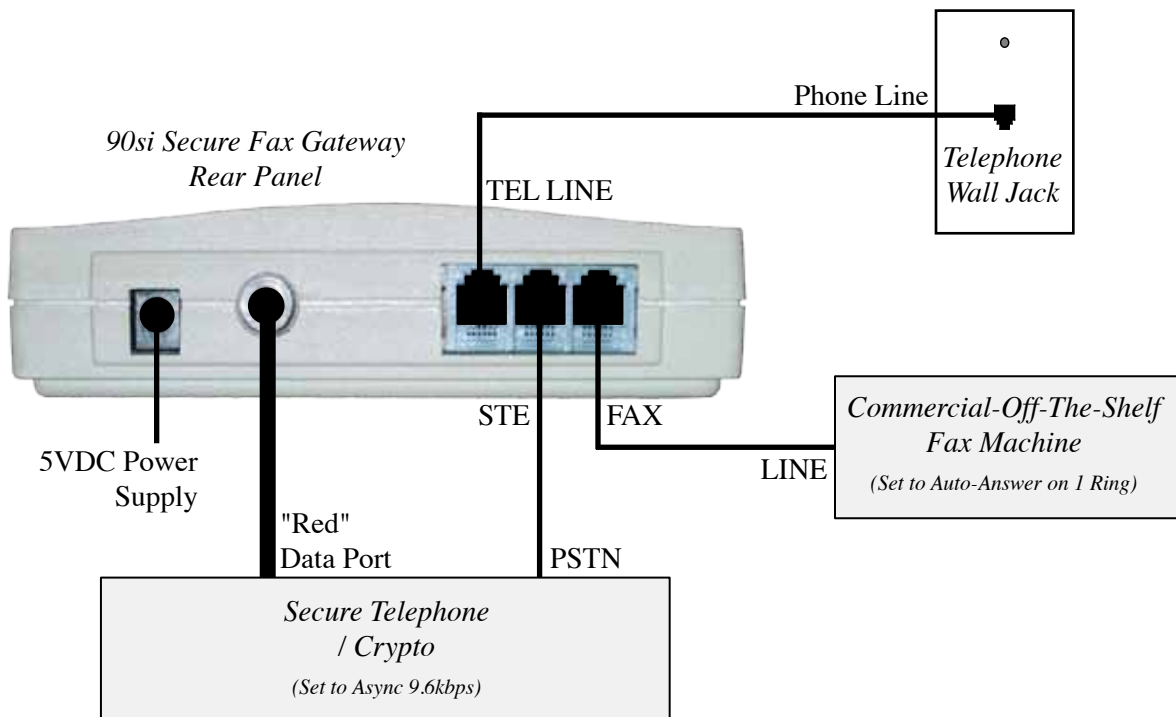 Phone Line
90si Secure Fax Gateway
Rear Panel
Telephone
Wall Jack
TEL LINE
STE
FAX
Commercial-Off-The-Shelf
Fax Machine
(Set to Auto-Answer on 1 Ring)
LINE
5VDC Power
Supply
"Red"
Data Port
PSTN
Secure Telephone
/ Crypto
(Set to Async 9.6kbps)